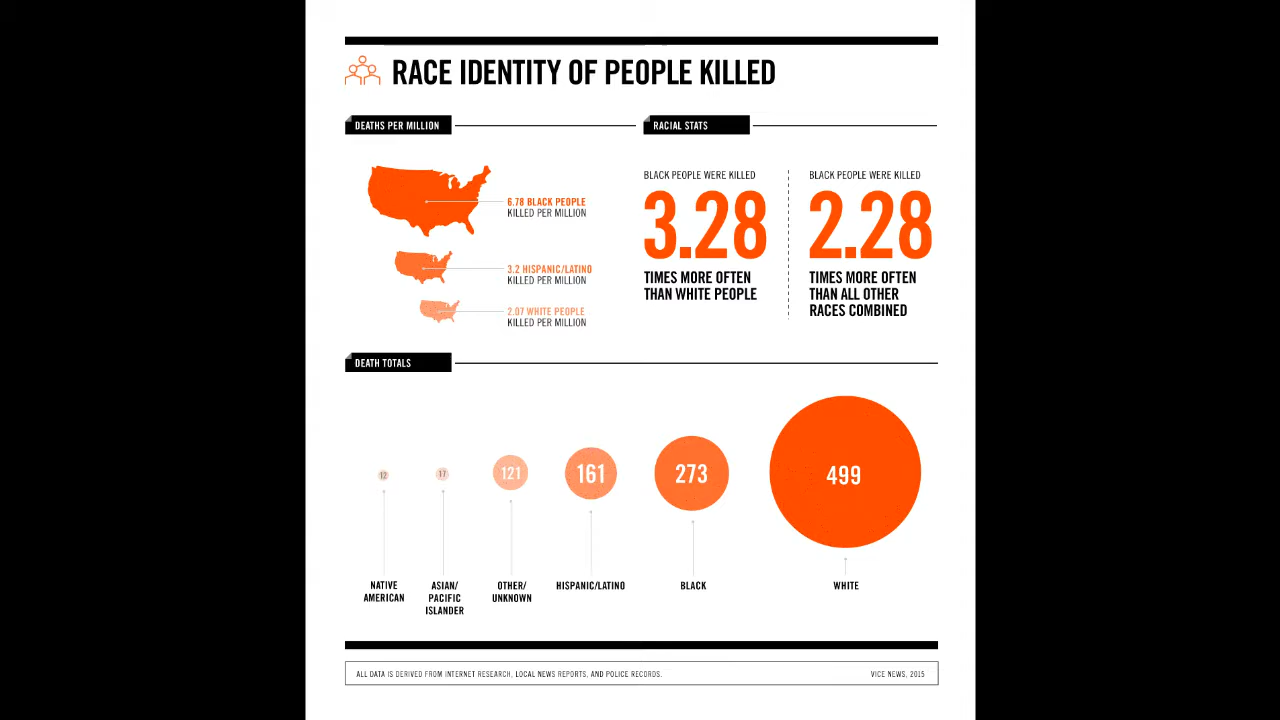 RACE IDENTITY OF PEOPLE KILLED
DEATHS PER MILLION
6.78 BLACK PEOPLE
KILLED PER MILLION
3.2 HISPANIC/LATINO
KILLED PER MILLION
2.07 WHITE PEOPLE
KILLED PER MILLION
RACIAL STATS
BLACK PEOPLE WERE KILLED
3.28
TIMES MORE OFTEN
THAN WHITE PEOPLE
BLACK PEOPLE WERE KILLED
2.28
TIMES MORE OFTEN
THAN ALL OTHER
RACES COMBINED
DEATH TOTALS
12
17
121
161
273
499
NATIVE
AMERICAN
ASIAN/
PACIFIC
ISLANDER
OTHER/
UNKNOWN
HISPANIC/LATINO
BLACK
WHITE
ALL DATA IS DERIVED FROM INTERNET RESEARCH, LOCAL NEWS REPORTS, AND POLICE RECORDS.
VICE NEWS, 2015